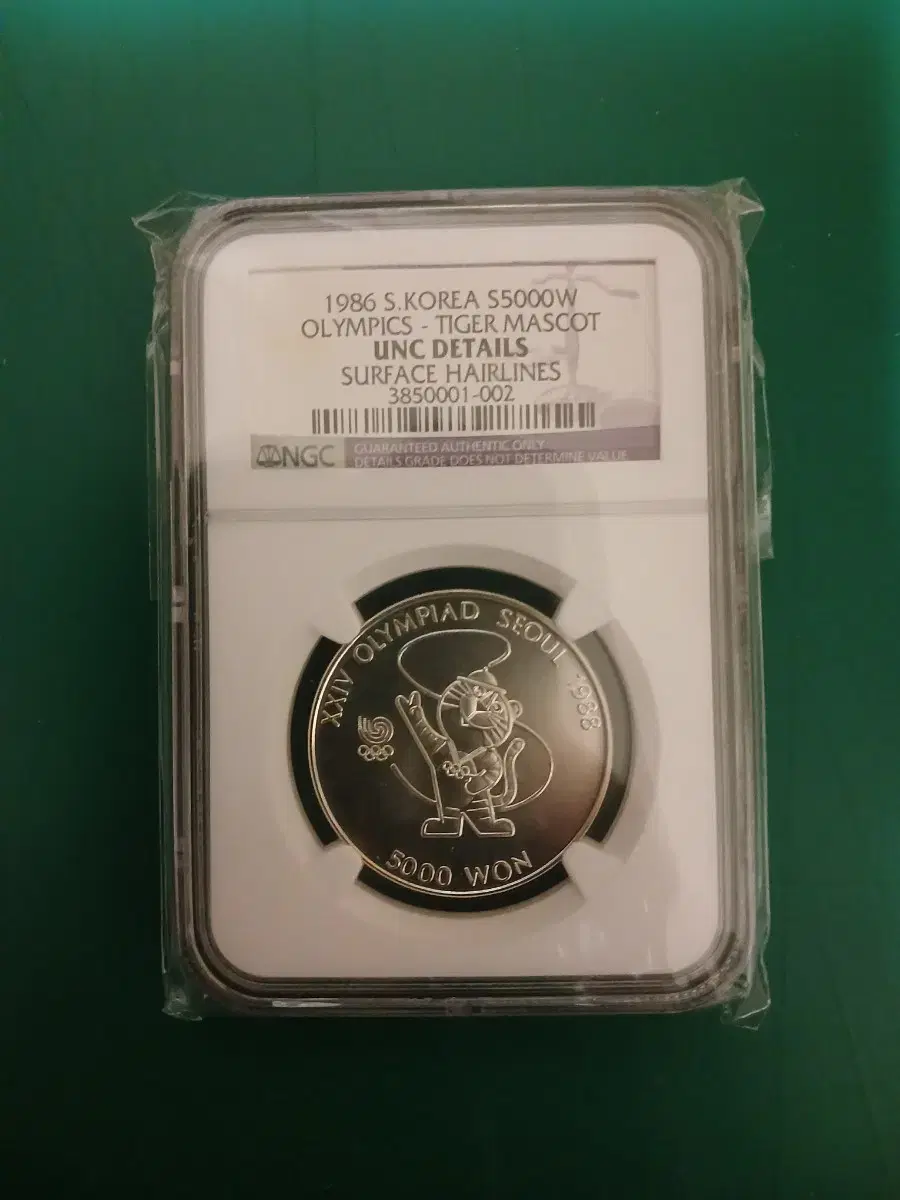 1986 S.KOREA S5000W
OLYMPICS - TIGER MASCOT
UNC DETAILS
SURFACE HAIRLINES
3850001-002
NGC
GUARANTEED AUTHENTIC ONLY
DETAILS GRADE DOES NOT DETERMINE VALUE
XXIV OLYMPIAD SEOUL 1988
5000 WON